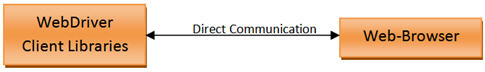 WebDriver
Client Libraries
Direct Communication
Web-Browser